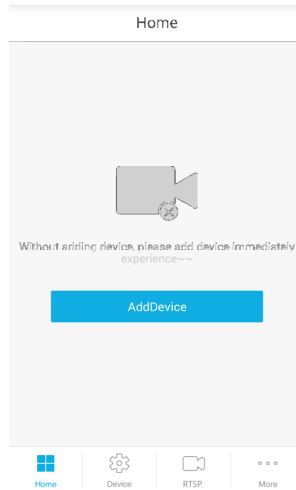 Home
Without adding device, please add device immediately
experience~~
AddDevice
Home
Device
RTSP
More